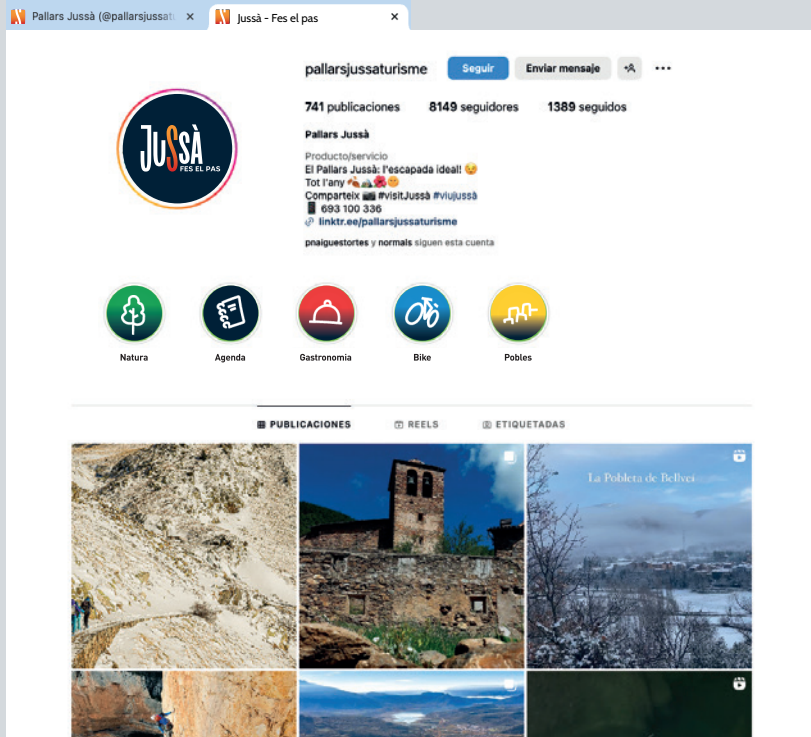 Pallars Jussà (@pallarsjussatu
Jussà - Fes el pas
pallarsjussaturisme Seguir Enviar mensaje
741 publicaciones 8149 seguidores 1389 seguidos
Pallars Jussà
Producto/servicio
El Pallars Jussà: l'escapada ideal! 😉
Tot l'any
Comparteix 📷 #visitJussà #viujussà
📱 693 100 336
linktr.ee/pallarsjussaturisme
pnaiguestortes y normals siguen esta cuenta
JUSSÀ
FES EL PAS
Natura
Agenda
Gastronomia
Bike
Pobles
PUBLICACIONES
REELS
ETIQUETADAS
La Pobleta de Bellveí